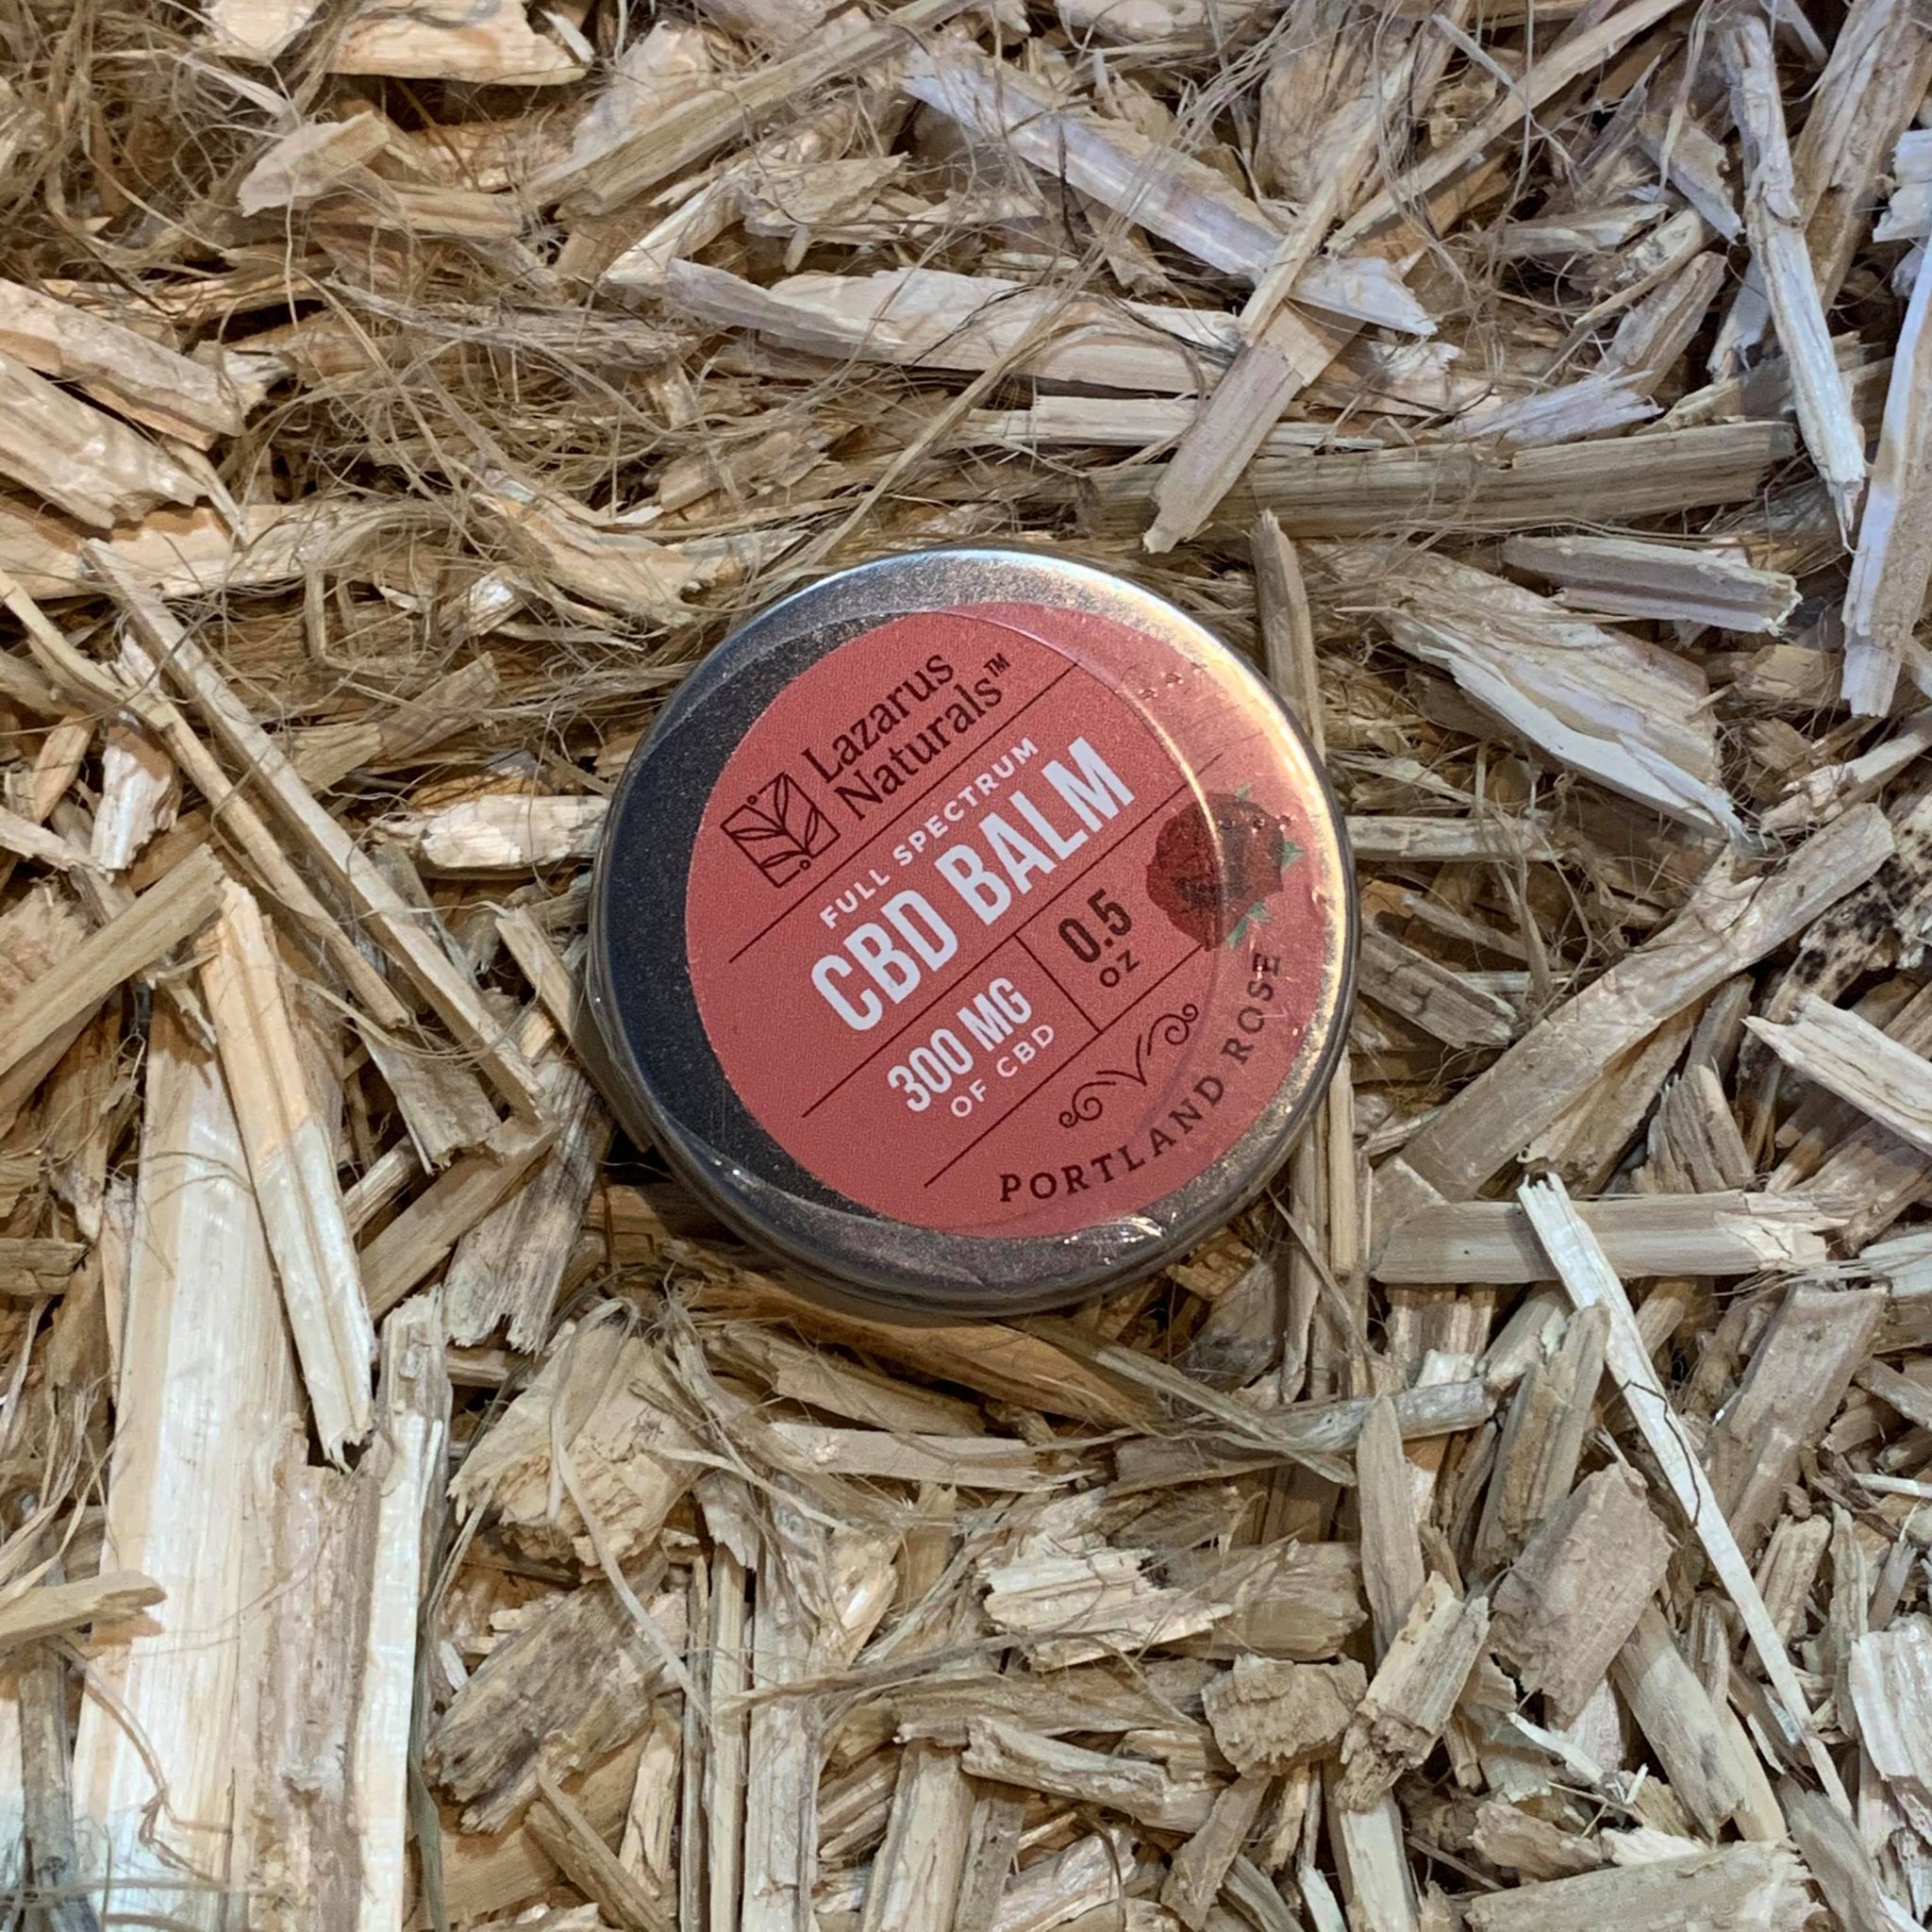 Lazarus
Naturals™
FULL SPECTRUM
CBD BALM
300 MG
OF CBD
0.5
OZ
PORTLAND ROSE